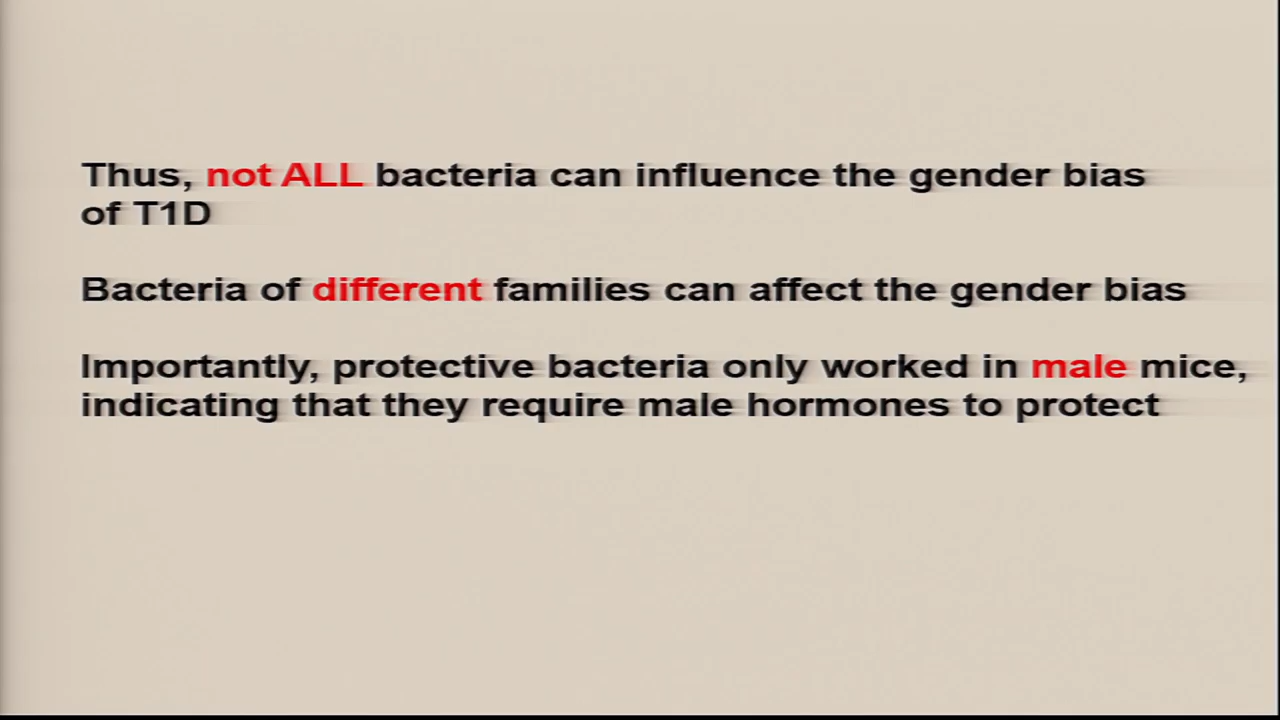 Thus, not ALL bacteria can influence the gender bias
of T1D
Bacteria of different families can affect the gender bias
Importantly, protective bacteria only worked in male mice,
indicating that they require male hormones to protect